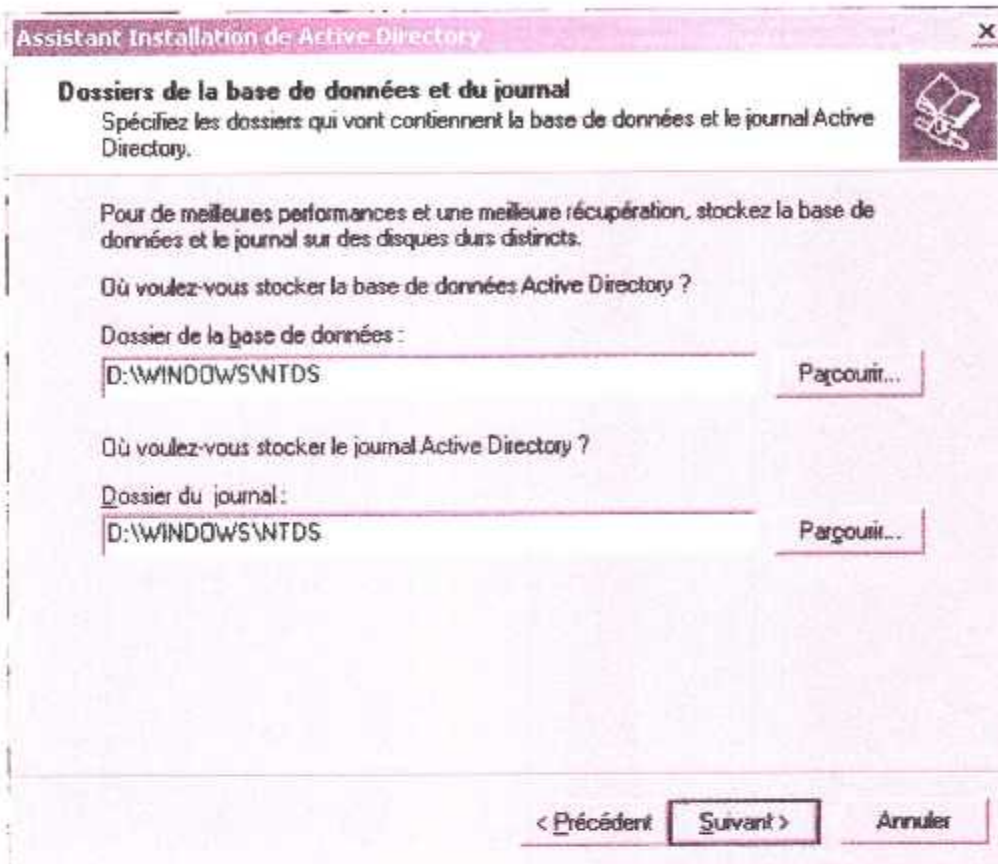 Assistant Installation de Active Directory
Dossiers de la base de données et du journal
Spécifiez les dossiers qui vont contiennent la base de données et le journal Active
Directory.
Pour de meilleures performances et une meilleure récupération, stockez la base de
données et le journal sur des disques durs distincts.
Où voulez-vous stocker la base de données Active Directory ?
Dossier de la base de données :
D:\WINDOWS\NTDS
Parcourir...
Où voulez-vous stocker le journal Active Directory ?
Dossier du journal :
D:\WINDOWS\NTDS
Parcourir...
< Précédent
Suivant >
Annuler